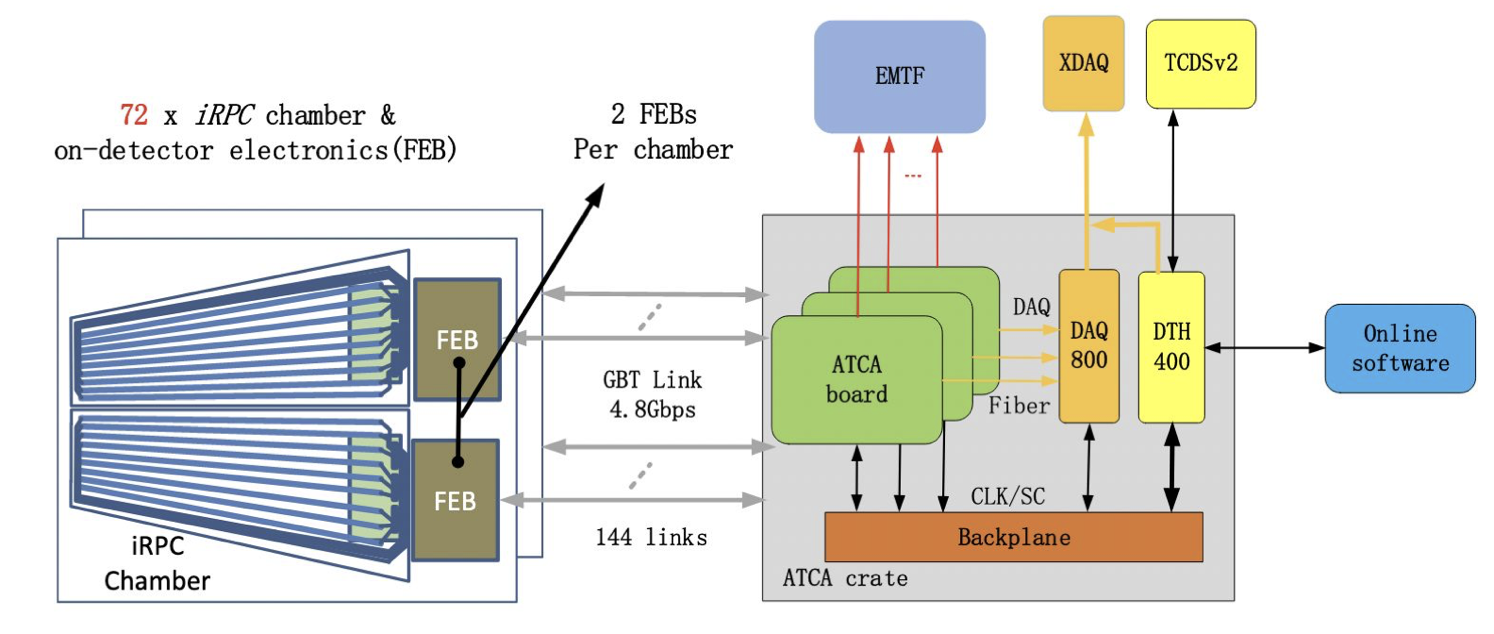 72 x iRPC chamber &
on-detector electronics(FEB)
2 FEBs
Per chamber
FEB
FEB
iRPC
Chamber
GBT Link
4.8Gbps
144 links
EMTF
XDAQ
TCDSv2
...
ATCA
board
DAQ
Fiber
DAQ
800
DTH
400
Online
software
CLK/SC
Backplane
ATCA crate